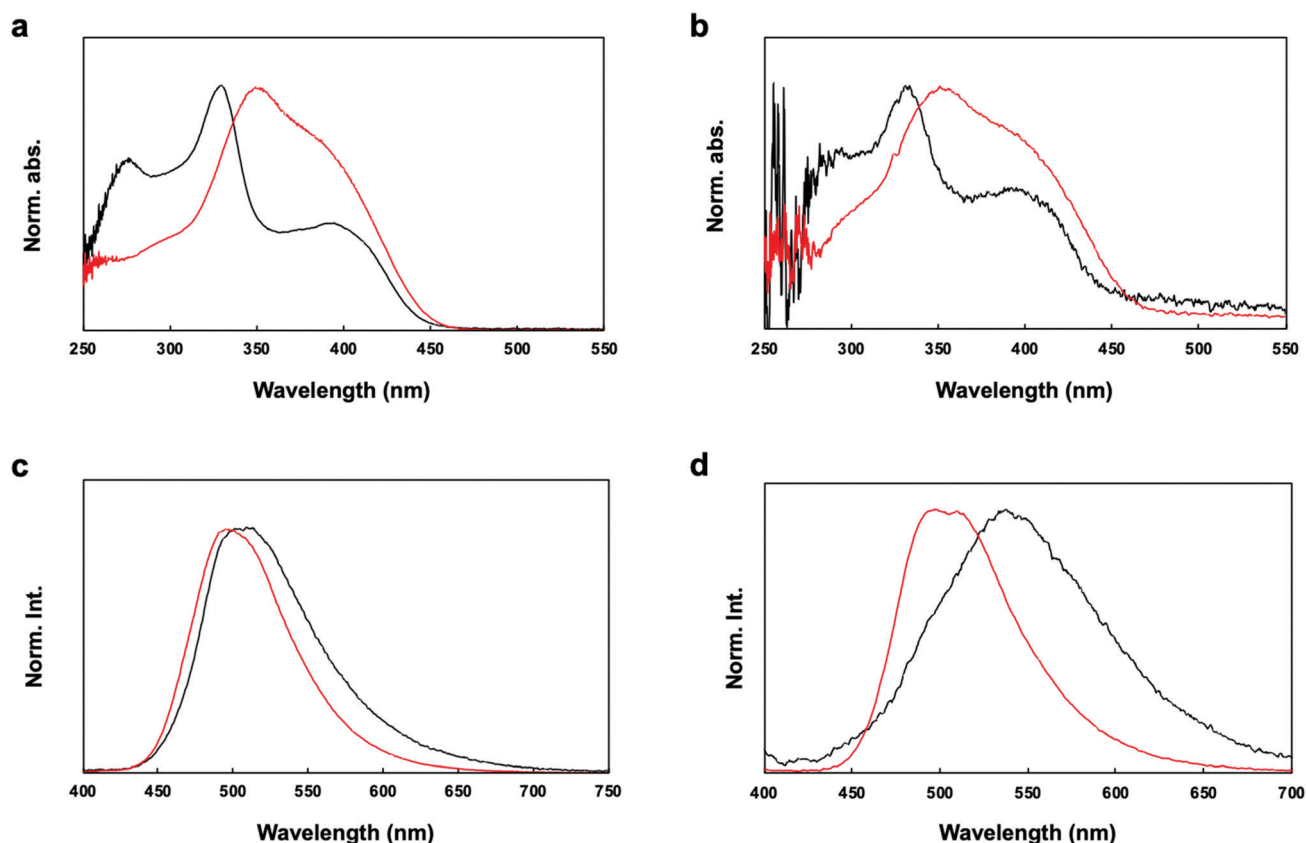 a
Norm. abs.
250 300 350 400 450 500 550
Wavelength (nm)
b
Norm. abs.
250 300 350 400 450 500 550
Wavelength (nm)
c
Norm. Int.
400 450 500 550 600 650 700 750
Wavelength (nm)
d
Norm. Int.
400 450 500 550 600 650 700
Wavelength (nm)